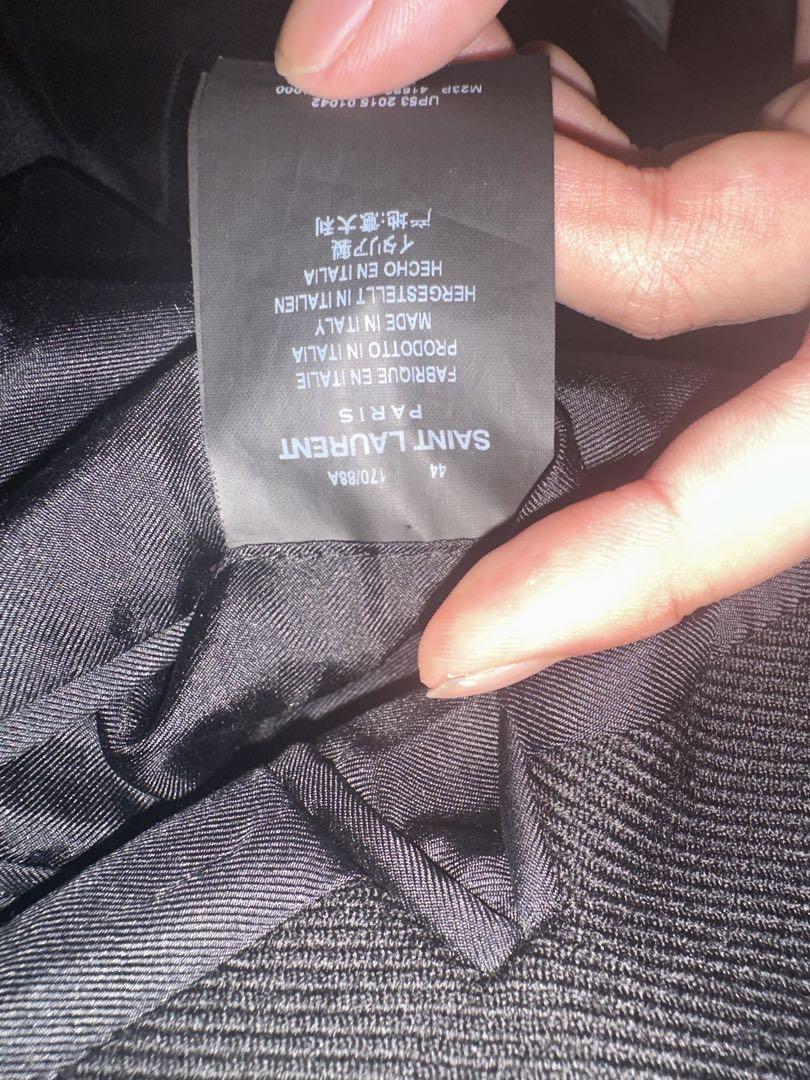 44 170/88A
SAINT LAURENT
PARIS
FABRIQUE EN ITALIE
PRODOTTO IN ITALIA
MADE IN ITALY
HERGESTELLT IN ITALIEN
HECHO EN ITALIA
イタリア製
产地:意大利
UP53 2015 01042
M23P